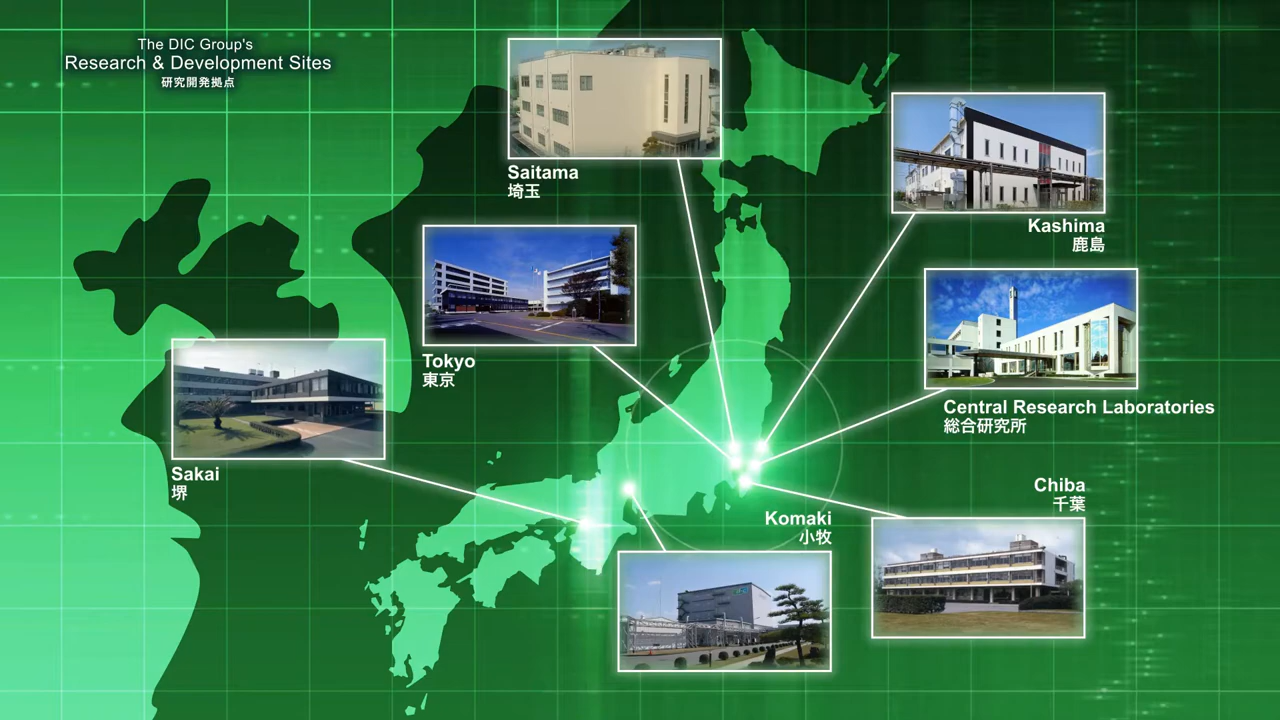 The DIC Group's
Research & Development Sites
研究開発拠点
Saitama
埼玉
Kashima
鹿島
Tokyo
東京
Central Research Laboratories
総合研究所
Sakai
堺
Chiba
千葉
Komaki
小牧